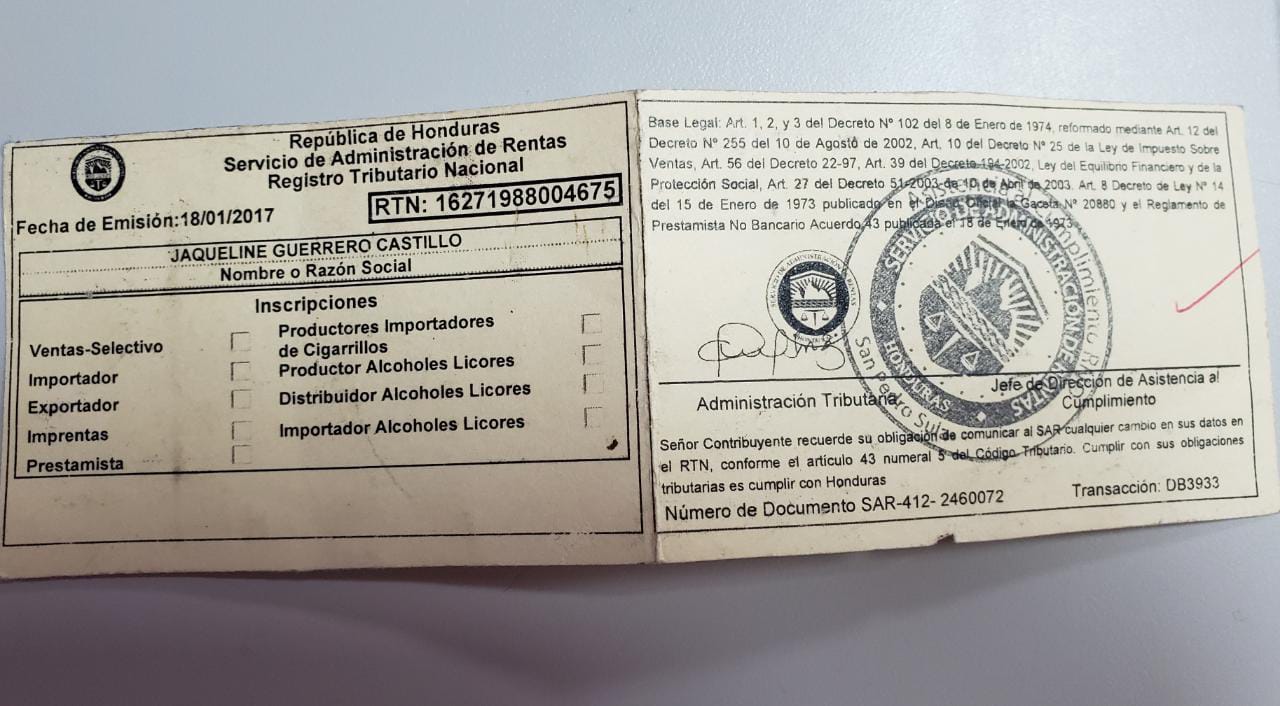 República de Honduras
Servicio de Administración de Rentas
Registro Tributario Nacional
RTN: 16271988004675
Fecha de Emisión:18/01/2017
JAQUELINE GUERRERO CASTILLO
Nombre o Razón Social
Inscripciones
Ventas-Selectivo
Importador
Exportador
Imprentas
Prestamista
Productores Importadores
de Cigarrillos
Productor Alcoholes Licores
Distribuidor Alcoholes Licores
Importador Alcoholes Licores
Base Legal: Art. 1, 2, y 3 del Decreto Nº 102 del 8 de Enero de 1974, reformado mediante Art. 12 del
Decreto Nº 255 del 10 de Agosto de 2002, Art. 10 del Decreto Nº 25 de la Ley de Impuesto Sobre
Ventas, Art. 56 del Decreto 22-97, Art. 39 del Decreto 194-2002, Ley del Equilibrio Financiero y de la
Protección Social, Art. 27 del Decreto 51-2003 de 10 de Abril de 2003. Art. 8 Decreto de Ley Nº 14
del 15 de Enero de 1973 publicado en el Diario Oficial la Gaceta Nº 20880 y el Reglamento de
Prestamista No Bancario Acuerdo 43 publicada el 18 de Enero de 1973
Asistencia al Cumplimiento
SERVICIO DE ADMINISTRACIÓN DE RENTAS
HONDURAS
San Pedro Sula
Administración Tributaria
Jefe de Dirección de Asistencia al
Cumplimiento
Señor Contribuyente recuerde su obligación de comunicar al SAR cualquier cambio en sus datos en
el RTN, conforme el artículo 43 numeral 5 del Código Tributario. Cumplir con sus obligaciones
tributarias es cumplir con Honduras
Número de Documento SAR-412- 2460072
Transacción: DB3933